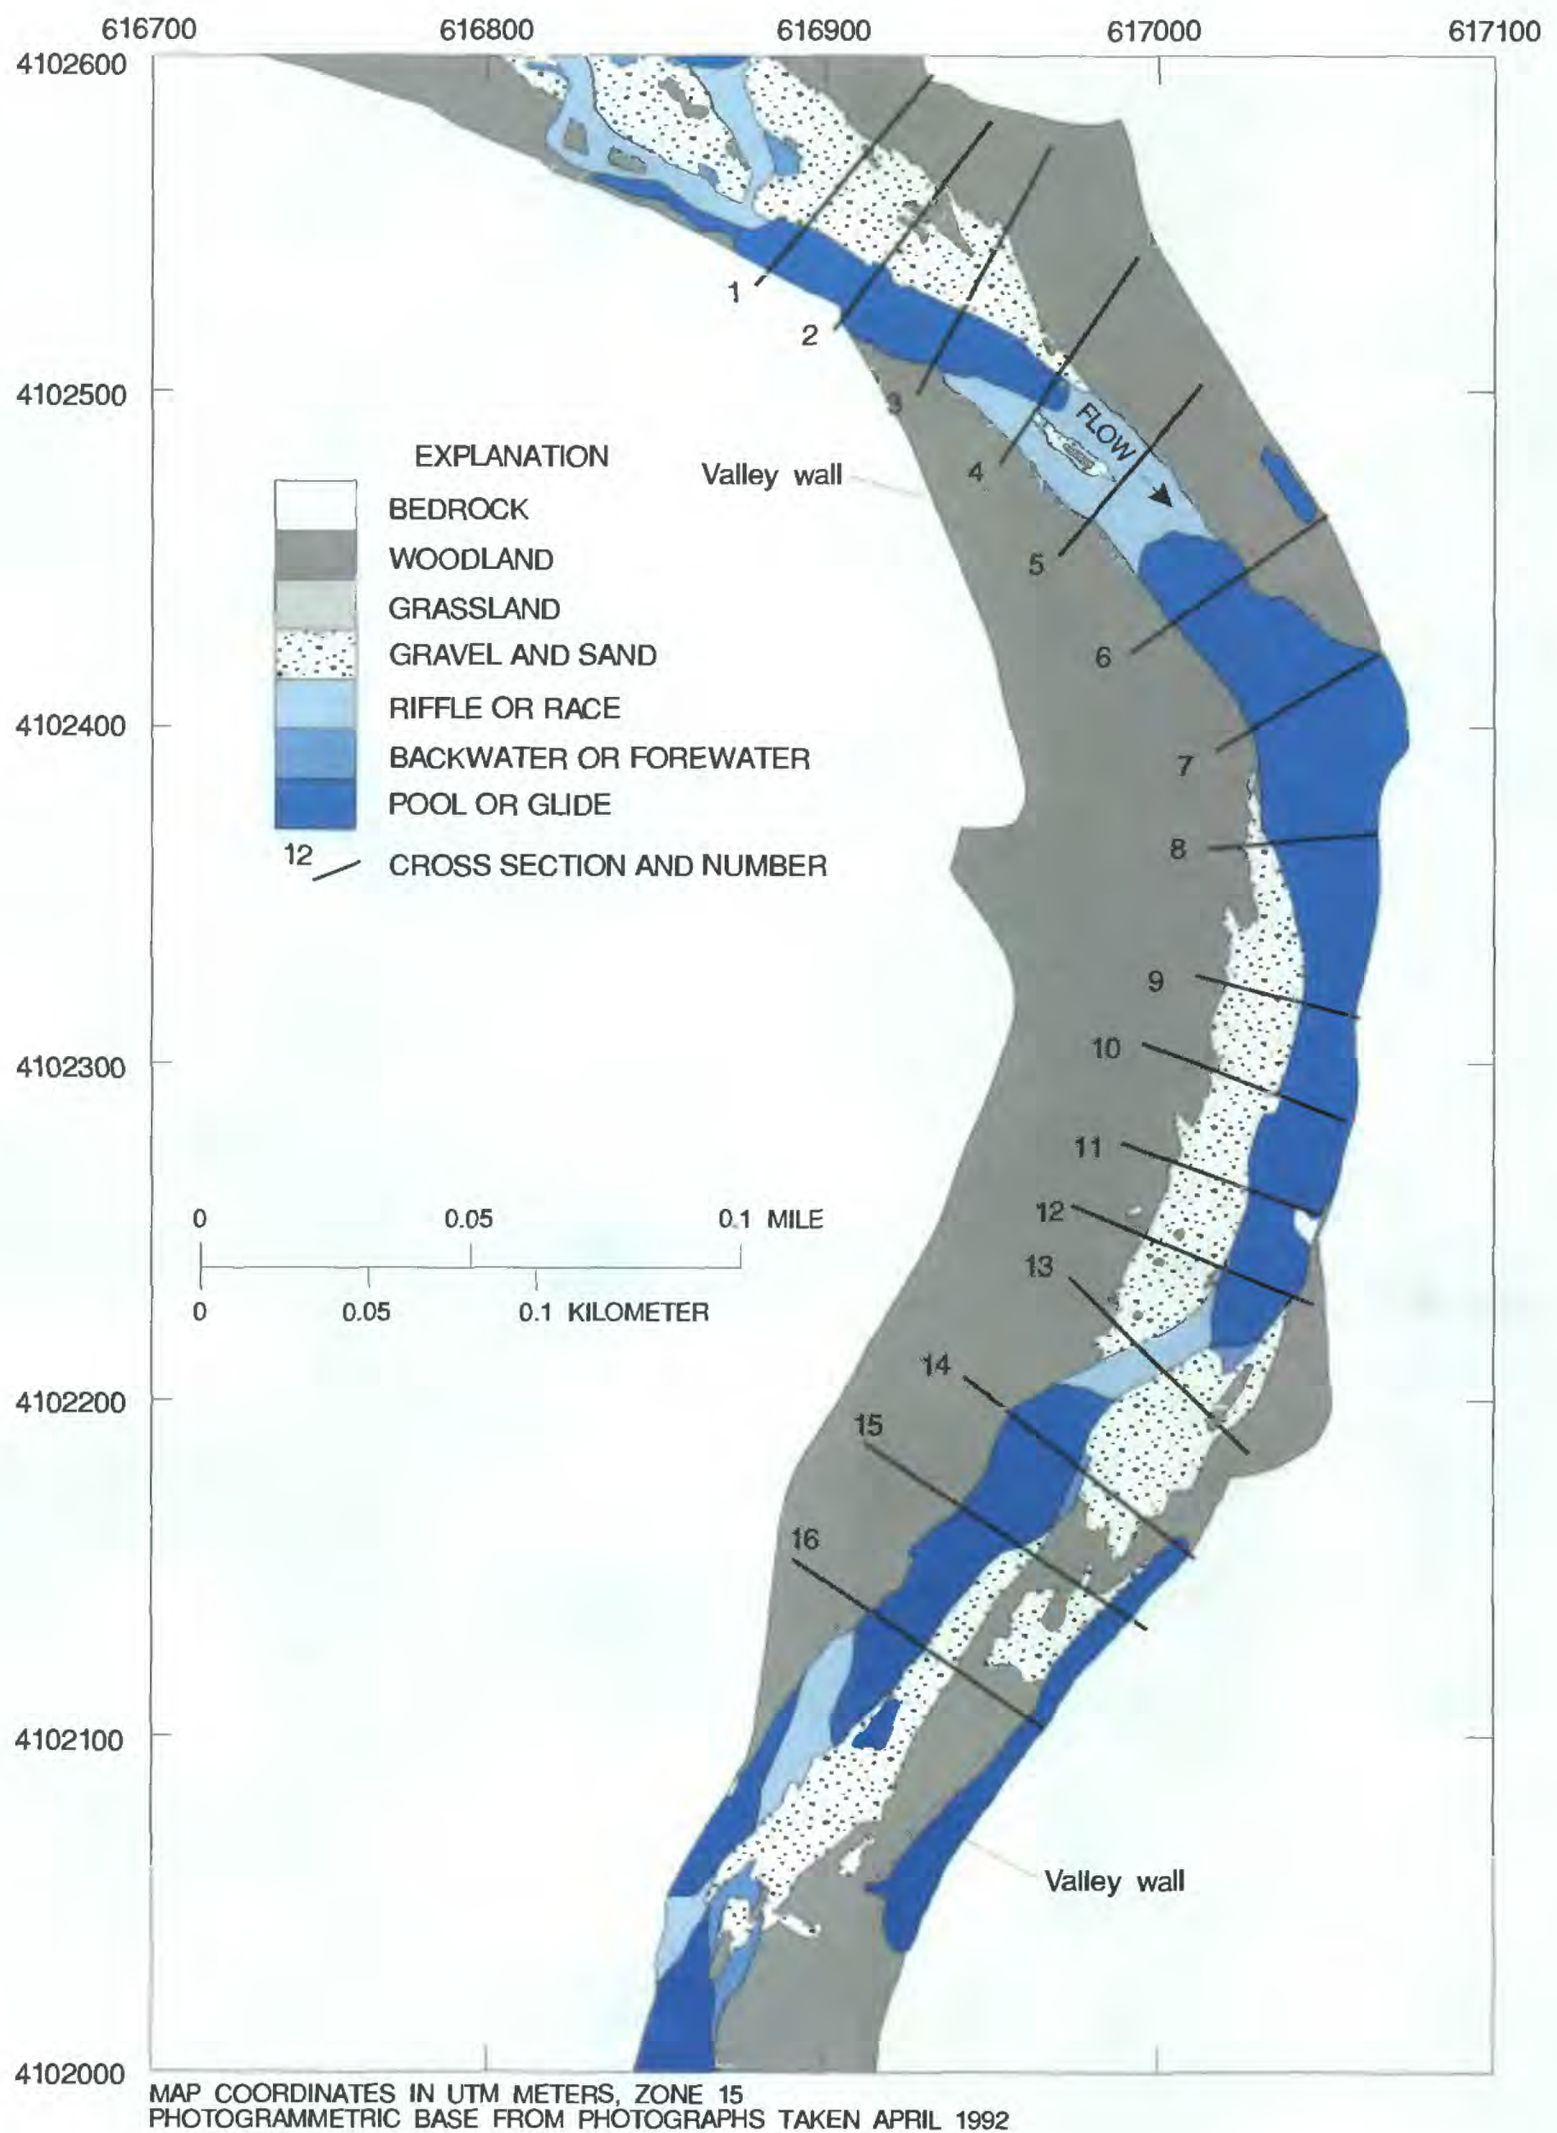 616700 616800 616900 617000 617100
4102600
1
2
3
4102500
FLOW
4
Valley wall
5
EXPLANATION
BEDROCK
WOODLAND
GRASSLAND
GRAVEL AND SAND
RIFFLE OR RACE
BACKWATER OR FOREWATER
POOL OR GLIDE
12 CROSS SECTION AND NUMBER
6
4102400
7
8
9
10
4102300
11
12
13
0 0.05 0.1 MILE
0 0.05 0.1 KILOMETER
14
4102200
15
16
4102100
Valley wall
4102000
MAP COORDINATES IN UTM METERS, ZONE 15
PHOTOGRAMMETRIC BASE FROM PHOTOGRAPHS TAKEN APRIL 1992